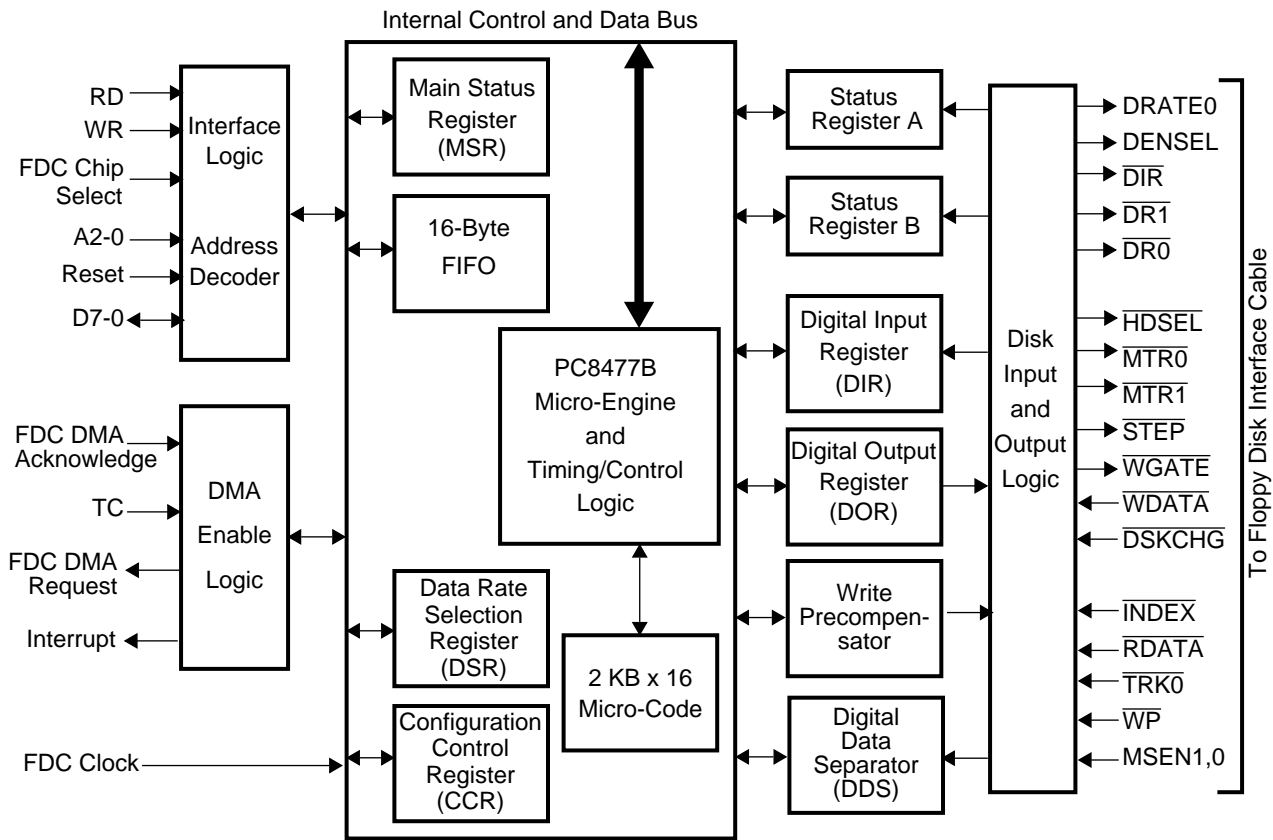 Internal Control and Data Bus
RD
WR
FDC Chip
Select
A2-0
Reset
D7-0
Interface
Logic
Address
Decoder
FDC DMA
Acknowledge
TC
FDC DMA
Request
Interrupt
DMA
Enable
Logic
FDC Clock
Main Status
Register
(MSR)
16-Byte
FIFO
PC8477B
Micro-Engine
and
Timing/Control
Logic
Data Rate
Selection
Register
(DSR)
2 KB x 16
Micro-Code
Configuration
Control
Register
(CCR)
Status
Register A
Status
Register B
Digital Input
Register
(DIR)
Digital Output
Register
(DOR)
Write
Precompen-
sator
Digital
Data
Separator
(DDS)
Disk
Input
and
Output
Logic
DRATE0
DENSEL
DIR
DR1
DR0
HDSEL
MTR0
MTR1
STEP
WGATE
WDATA
DSKCHG
INDEX
RDATA
TRK0
WP
MSEN1,0
To Floppy Disk Interface Cable